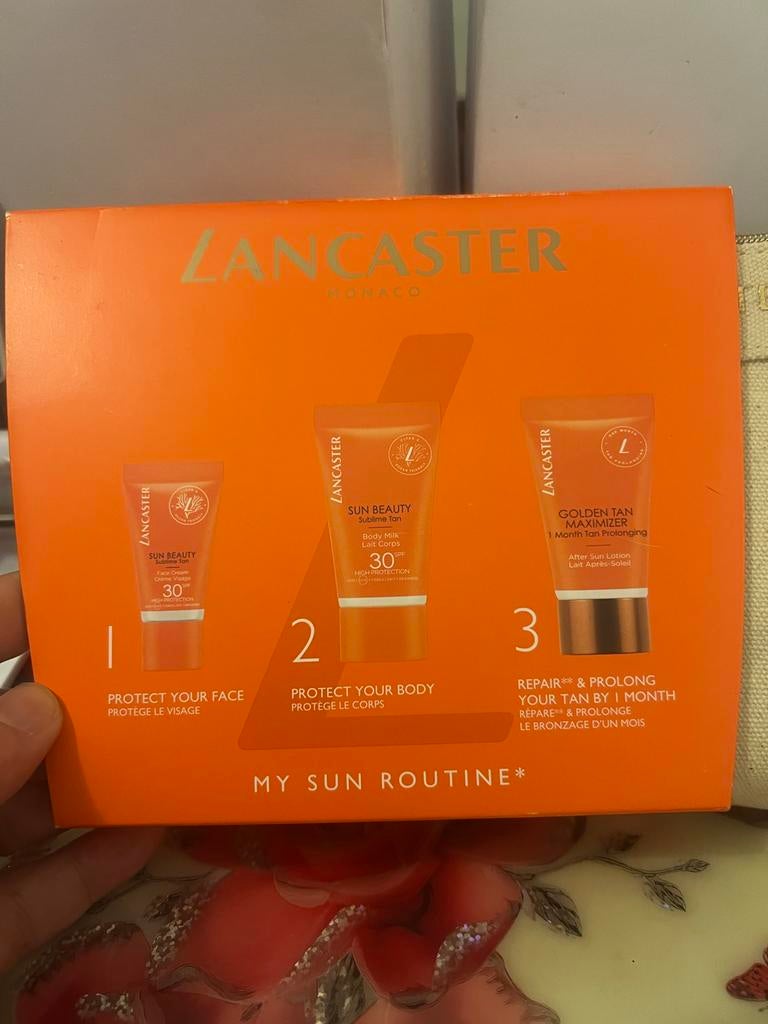 LANCASTER
MONACO
LANCASTER
SUN BEAUTY
Sublime Tan
Face Cream
Crème Visage
30 SPF
HIGH PROTECTION
1
PROTECT YOUR FACE
PROTÈGE LE VISAGE
LANCASTER
SUN BEAUTY
Sublime Tan
Body Milk
Lait Corps
30 SPF
HIGH PROTECTION
2
PROTECT YOUR BODY
PROTÈGE LE CORPS
LANCASTER
L
GOLDEN TAN
MAXIMIZER
1 Month Tan Prolonging
After Sun Lotion
Lait Après-Soleil
3
REPAIR** & PROLONG
YOUR TAN BY 1 MONTH
RÉPARE** & PROLONGE
LE BRONZAGE D'UN MOIS
MY SUN ROUTINE*